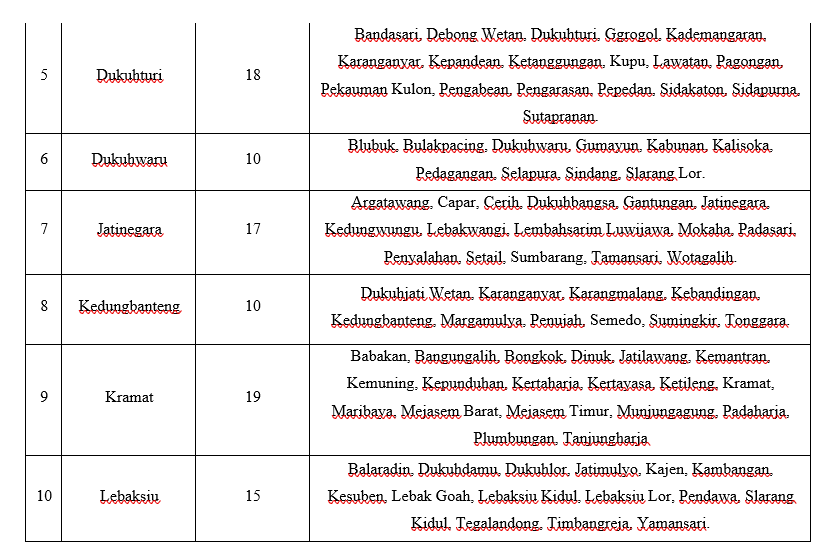 5 Dukuhturi 18 Bandasari, Debong Wetan, Dukuhturi, Ggrogol, Kademangaran,
Karanganyar, Kepandean, Ketanggungan, Kupu, Lawatan, Pagongan,
Pekauman Kulon, Pengabean, Pengarasan, Pepedan, Sidakaton, Sidapurna,
Sutapranan.
6 Dukuhwaru 10 Blubuk, Bulakpacing, Dukuhwaru, Gumayun, Kabunan, Kalisoka,
Pedagangan, Selapura, Sindang, Slarang Lor.
7 Jatinegara 17 Argatawang, Capar, Cerih, Dukuhbangsa, Gantungan, Jatinegara,
Kedungwungu, Lebakwangi, Lembahsarim Luwijawa, Mokaha, Padasari,
Penyalahan, Setail, Sumbarang, Tamansari, Wotagalih.
8 Kedungbanteng 10 Dukuhjati Wetan, Karanganyar, Karangmalang, Kebandingan,
Kedungbanteng, Margamulya, Penujah, Semedo, Sumingkir, Tonggara.
9 Kramat 19 Babakan, Bangungalih, Bongkok, Dinuk, Jatilawang, Kemantran,
Kemuning, Kepunduhan, Kertaharja, Kertayasa, Ketileng, Kramat,
Maribaya, Mejasem Barat, Mejasem Timur, Munjungagung, Padaharja,
Plumbungan, Tanjungharja
10 Lebaksiu 15 Balaradin, Dukuhdamu, Dukuhlor, Jatimulyo, Kajen, Kambangan,
Kesuben, Lebak Goah, Lebaksiu Kidul, Lebaksiu Lor, Pendawa, Slarang
Kidul, Tegalandong, Timbangreja, Yamansari.